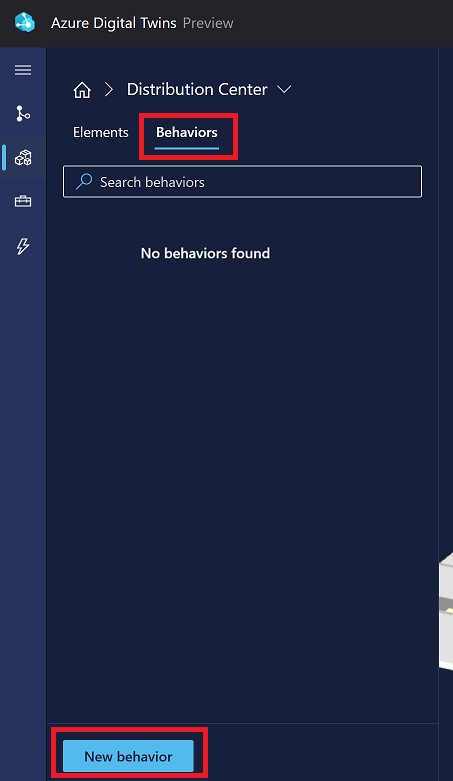 Azure Digital Twins Preview
Distribution Center
Elements Behaviors
Search behaviors
No behaviors found
New behavior